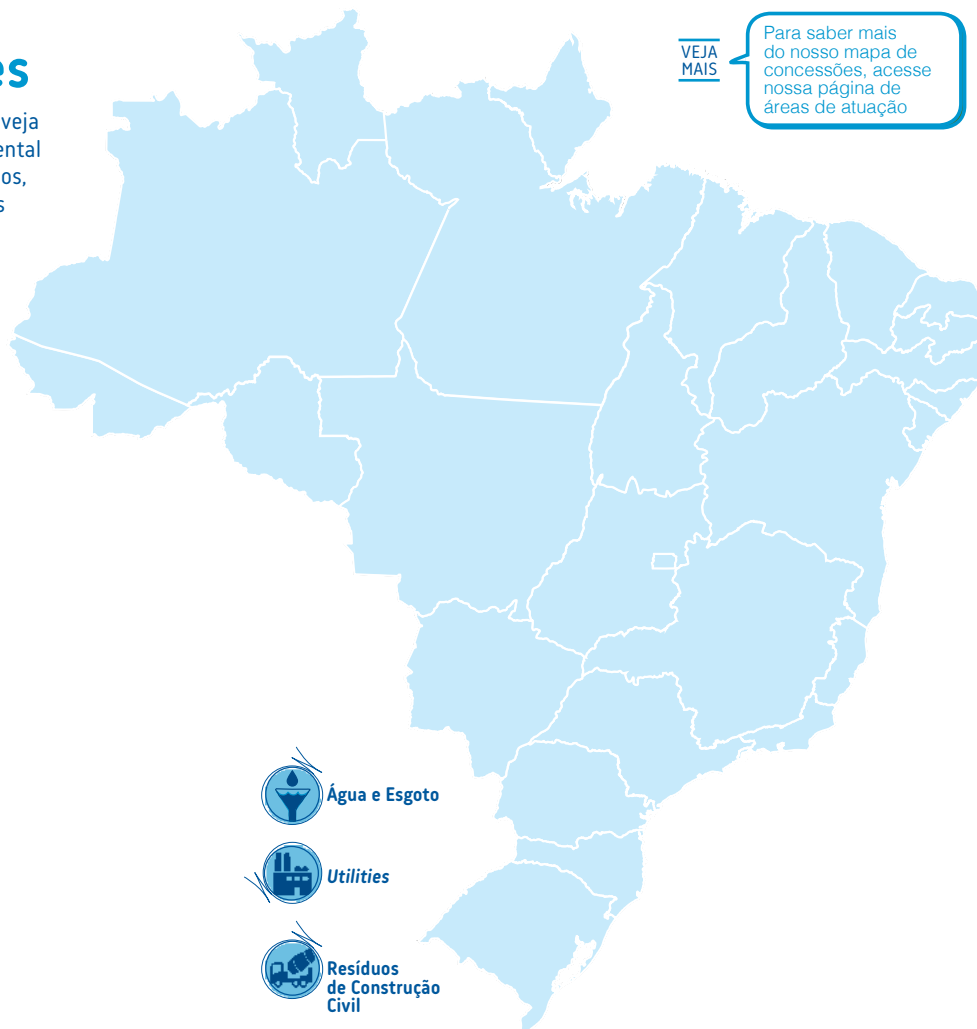 es
veja
ental
os,
s
VEJA
MAIS
Para saber mais
do nosso mapa de
concessões, acesse
nossa página de
áreas de atuação
Água e Esgoto
Utilities
Resíduos
de Construção
Civil